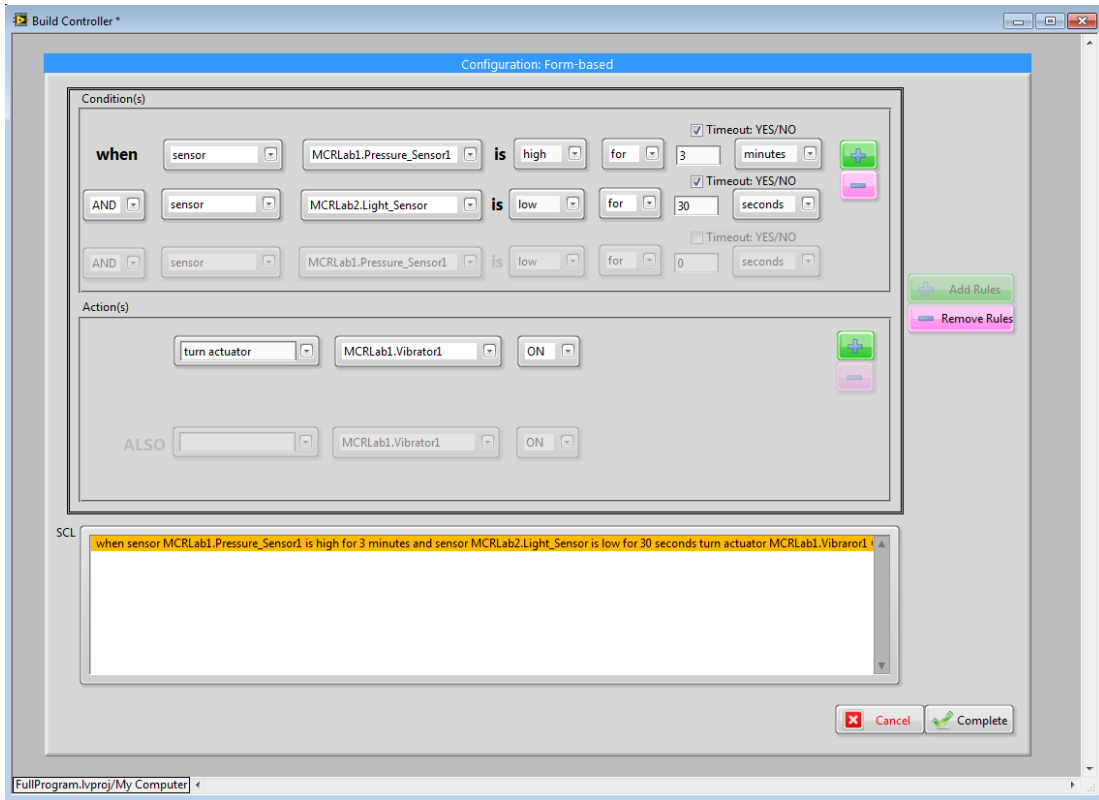 Build Controller *
Configuration: Form-based
Condition(s)
Timeout: YES/NO
when sensor MCRLab1.Pressure_Sensor1 is high for 3 minutes
Timeout: YES/NO
AND sensor MCRLab2.Light_Sensor is low for 30 seconds
Timeout: YES/NO
AND sensor MCRLab1.Pressure_Sensor1 is low for 0 seconds
Add Rules
Remove Rules
Action(s)
turn actuator MCRLab1.Vibrator1 ON
ALSO MCRLab1.Vibrator1 ON
SCL
when sensor MCRLab1.Pressure_Sensor1 is high for 3 minutes and sensor MCRLab2.Light_Sensor is low for 30 seconds turn actuator MCRLab1.Vibraror1
Cancel Complete
FullProgram.lvproj/My Computer